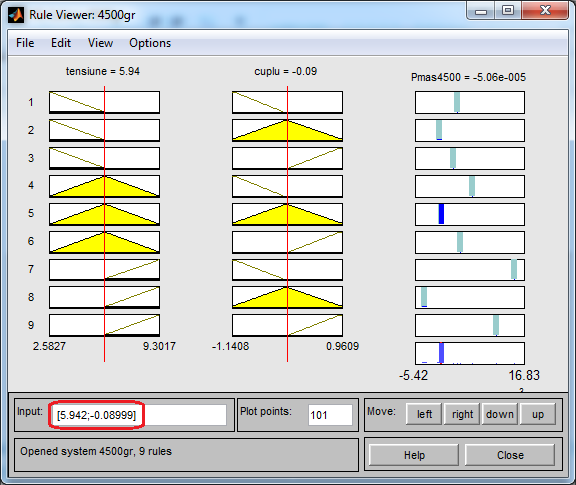 Rule Viewer: 4500gr
File Edit View Options
tensiune = 5.94 cuplu = -0.09 Pmas4500 = -5.06e-005
1
2
3
4
5
6
7
8
9
2.5827 9.3017 -1.1408 0.9609
-5.42 16.83
Input: [5.942;-0.08999] Plot points: 101 Move: left right down up
Opened system 4500gr, 9 rules Help Close